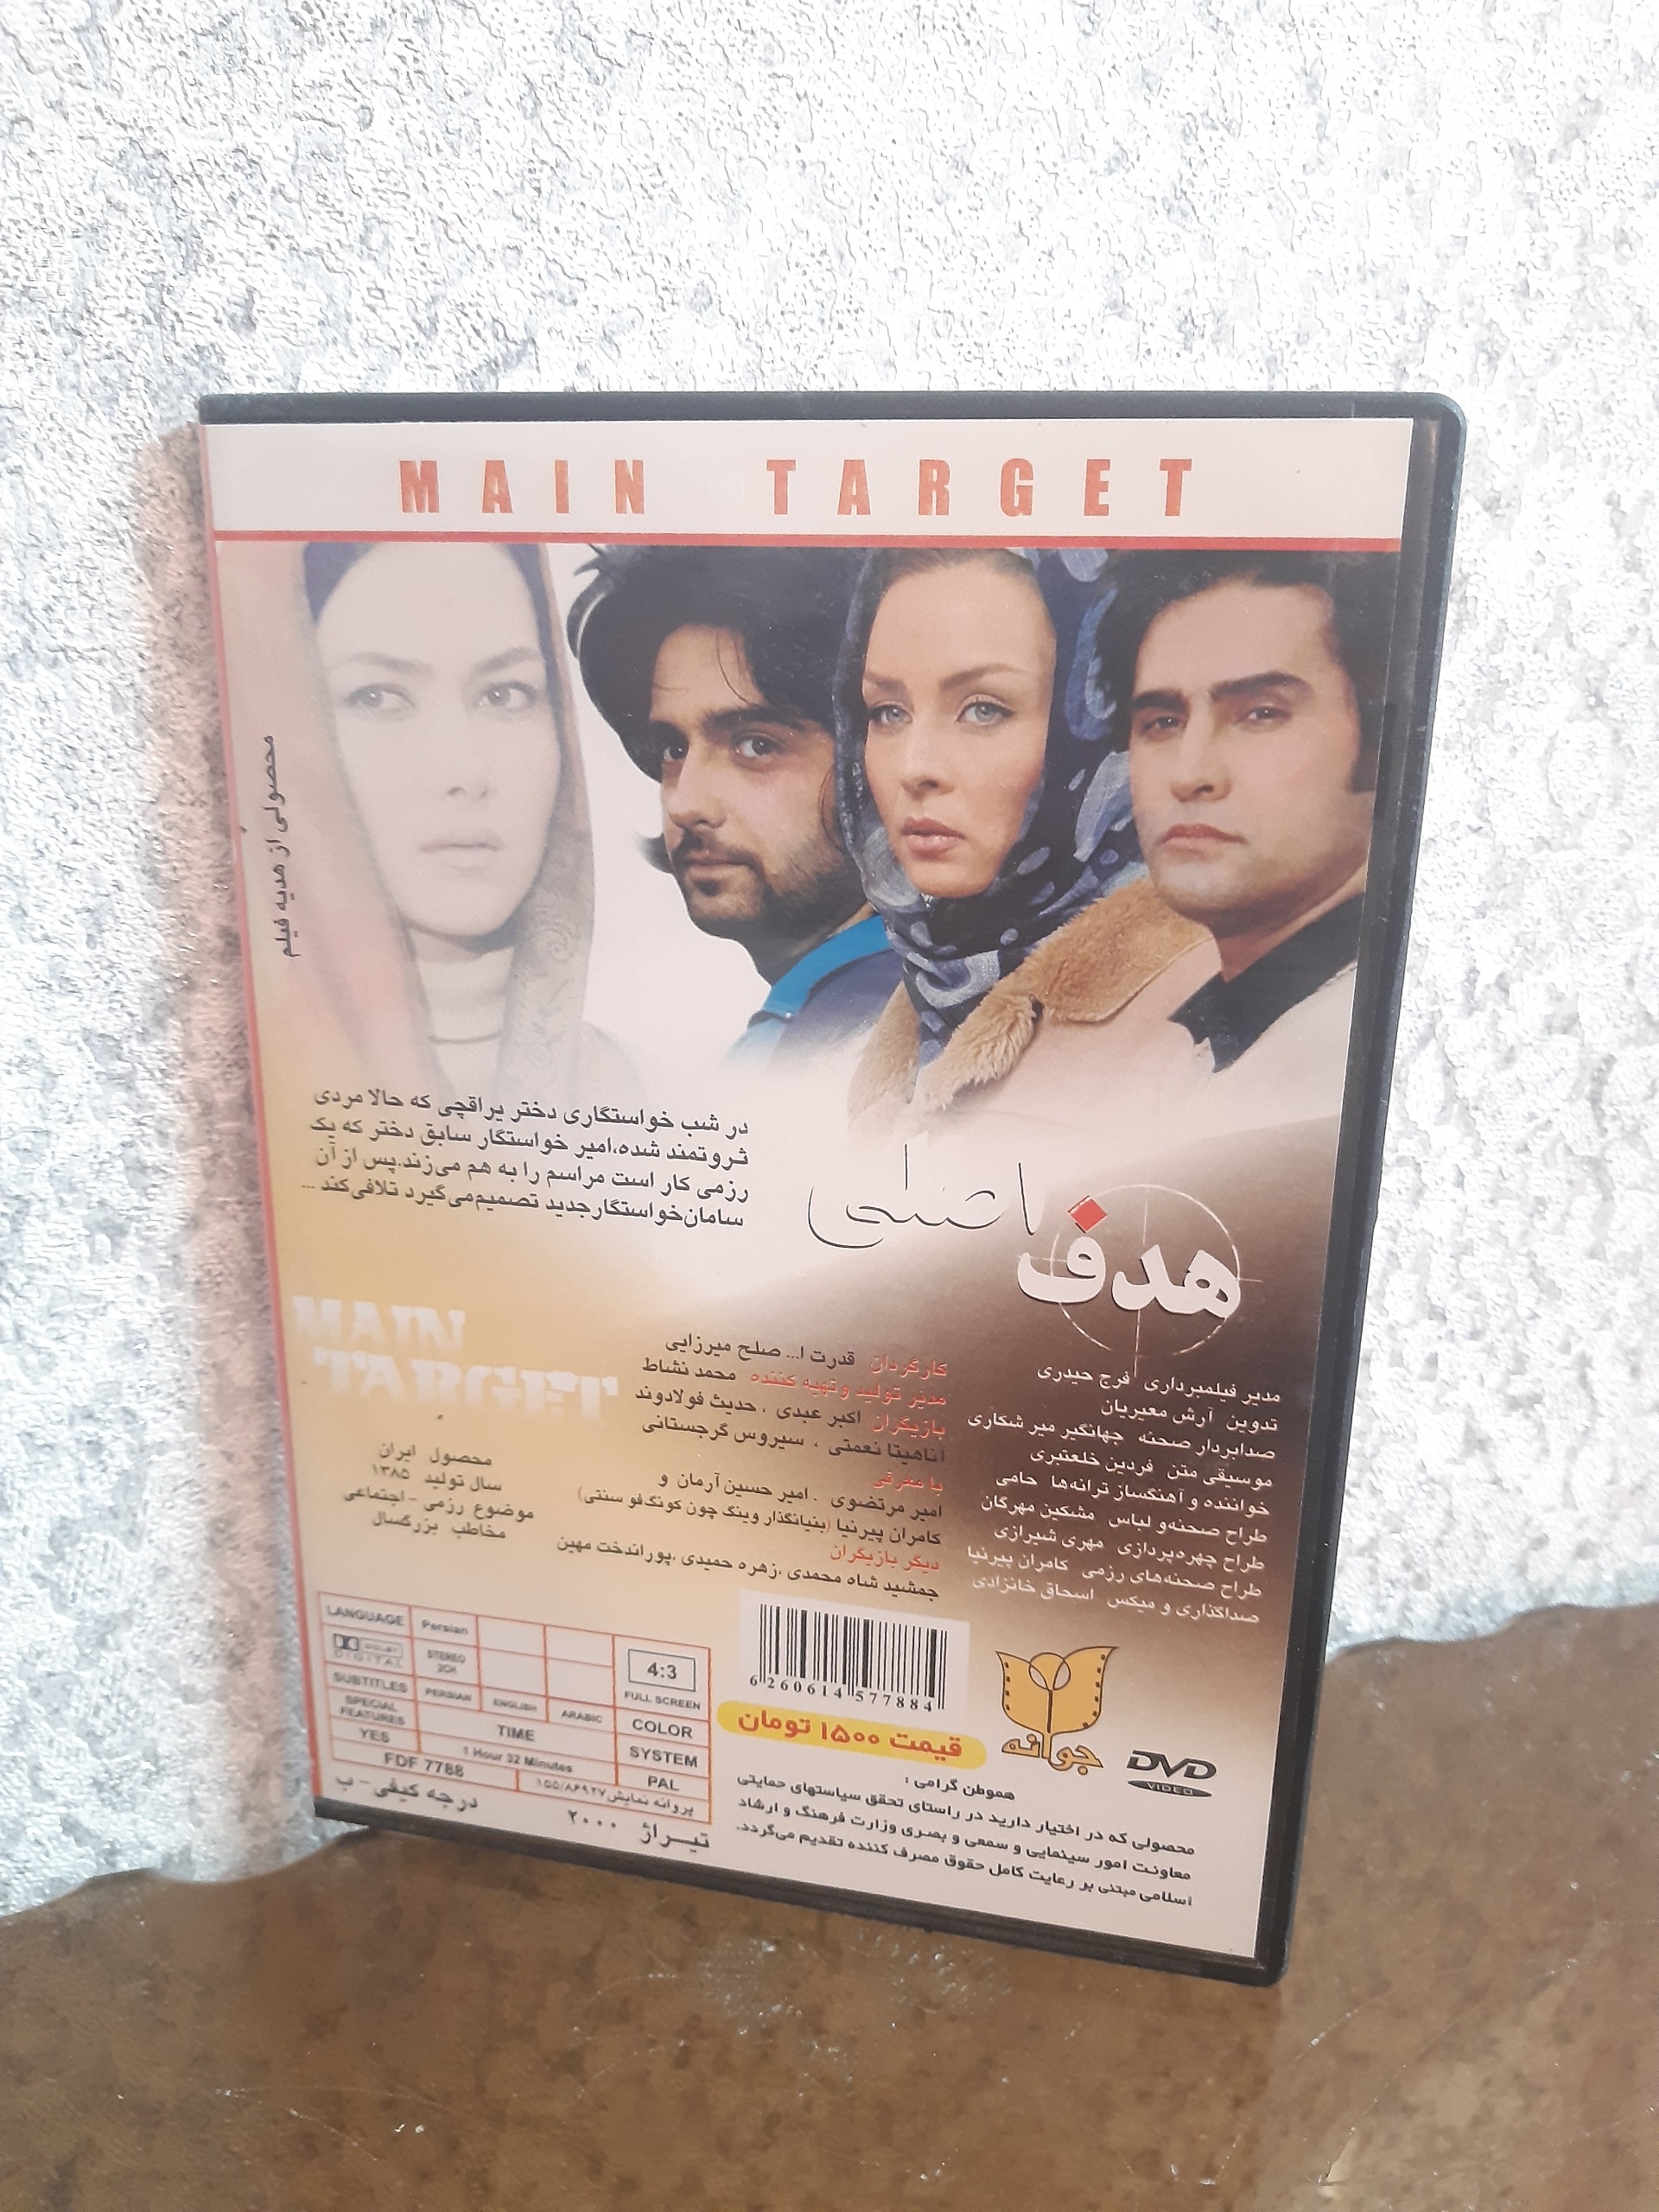 MAIN TARGET
محصولی از هدیه فیلم
در شب خواستگاری دختر یراقچی که حالا مردی
ثروتمند شده،امیر خواستگار سابق دختر که یک
رزمی کار است مراسم را به هم می‌زند.پس از آن
سامان‌خواستگارجدید تصمیم‌می‌گیرد تلافی‌کند ...
هدف اصلی
MAIN
TARGET
مدیر فیلمبرداری فرج حیدری
تدوین آرش معیریان
صدابردار صحنه جهانگیر میر شکاری
موسیقی متن فردین خلعتبری
خواننده و آهنگساز ترانه‌ها حامی
طراح صحنه‌و لباس مشکین مهرگان
طراح چهره‌پردازی مهری شیرازی
طراح صحنه‌های رزمی کامران پیرنیا
صداگذاری و میکس اسحاق خانزادی
کارگردان قدرت ا... صلح میرزایی
مدیر تولید و تهیه کننده محمد نشاط
بازیگران اکبر عبدی ، حدیث فولادوند
آناهیتا نعمتی ، سیروس گرجستانی
با معرفی
امیر مرتضوی . امیر حسین آرمان و
کامران پیرنیا (بنیانگذار وینگ چون کونگ‌فو سنتی)
دیگر بازیگران
جمشید شاه محمدی ،زهره حمیدی ،پوراندخت مهین
محصول ایران
سال تولید ۱۳۸۵
موضوع رزمی - اجتماعی
مخاطب بزرگسال
LANGUAGE Persian
DOLBY DIGITAL STEREO 2CH
4:3
FULL SCREEN
SUBTITLES PERSIAN ENGLISH ARABIC
SPECIAL FEATURES TIME COLOR
YES 1 Hour 32 Minutes SYSTEM
FDF 7788 PAL
پروانه نمایش ۱۵۵/۸۶۹۲۷
درجه کیفی - ب
تیراژ ۲۰۰۰
6 260614 577884
قیمت ۱۵۰۰ تومان
جوانه
DVD
VIDEO
هموطن گرامی :
محصولی که در اختیار دارید در راستای تحقق سیاستهای حمایتی
معاونت امور سینمایی و سمعی و بصری وزارت فرهنگ و ارشاد
اسلامی مبتنی بر رعایت کامل حقوق مصرف کننده تقدیم می‌گردد.